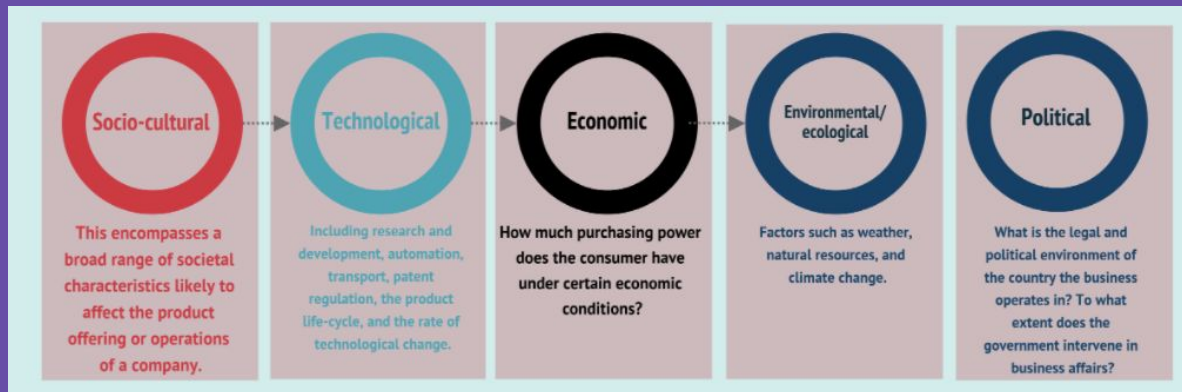 Socio-cultural
This encompasses a
broad range of societal
characteristics likely to
affect the product
offering or operations
of a company.
Technological
Including research and
development, automation,
transport, patent
regulation, the product
life-cycle, and the rate of
technological change.
Economic
How much purchasing power
does the consumer have
under certain economic
conditions?
Environmental/
ecological
Factors such as weather,
natural resources, and
climate change.
Political
What is the legal and
political environment of
the country the business
operates in? To what
extent does the
government intervene in
business affairs?